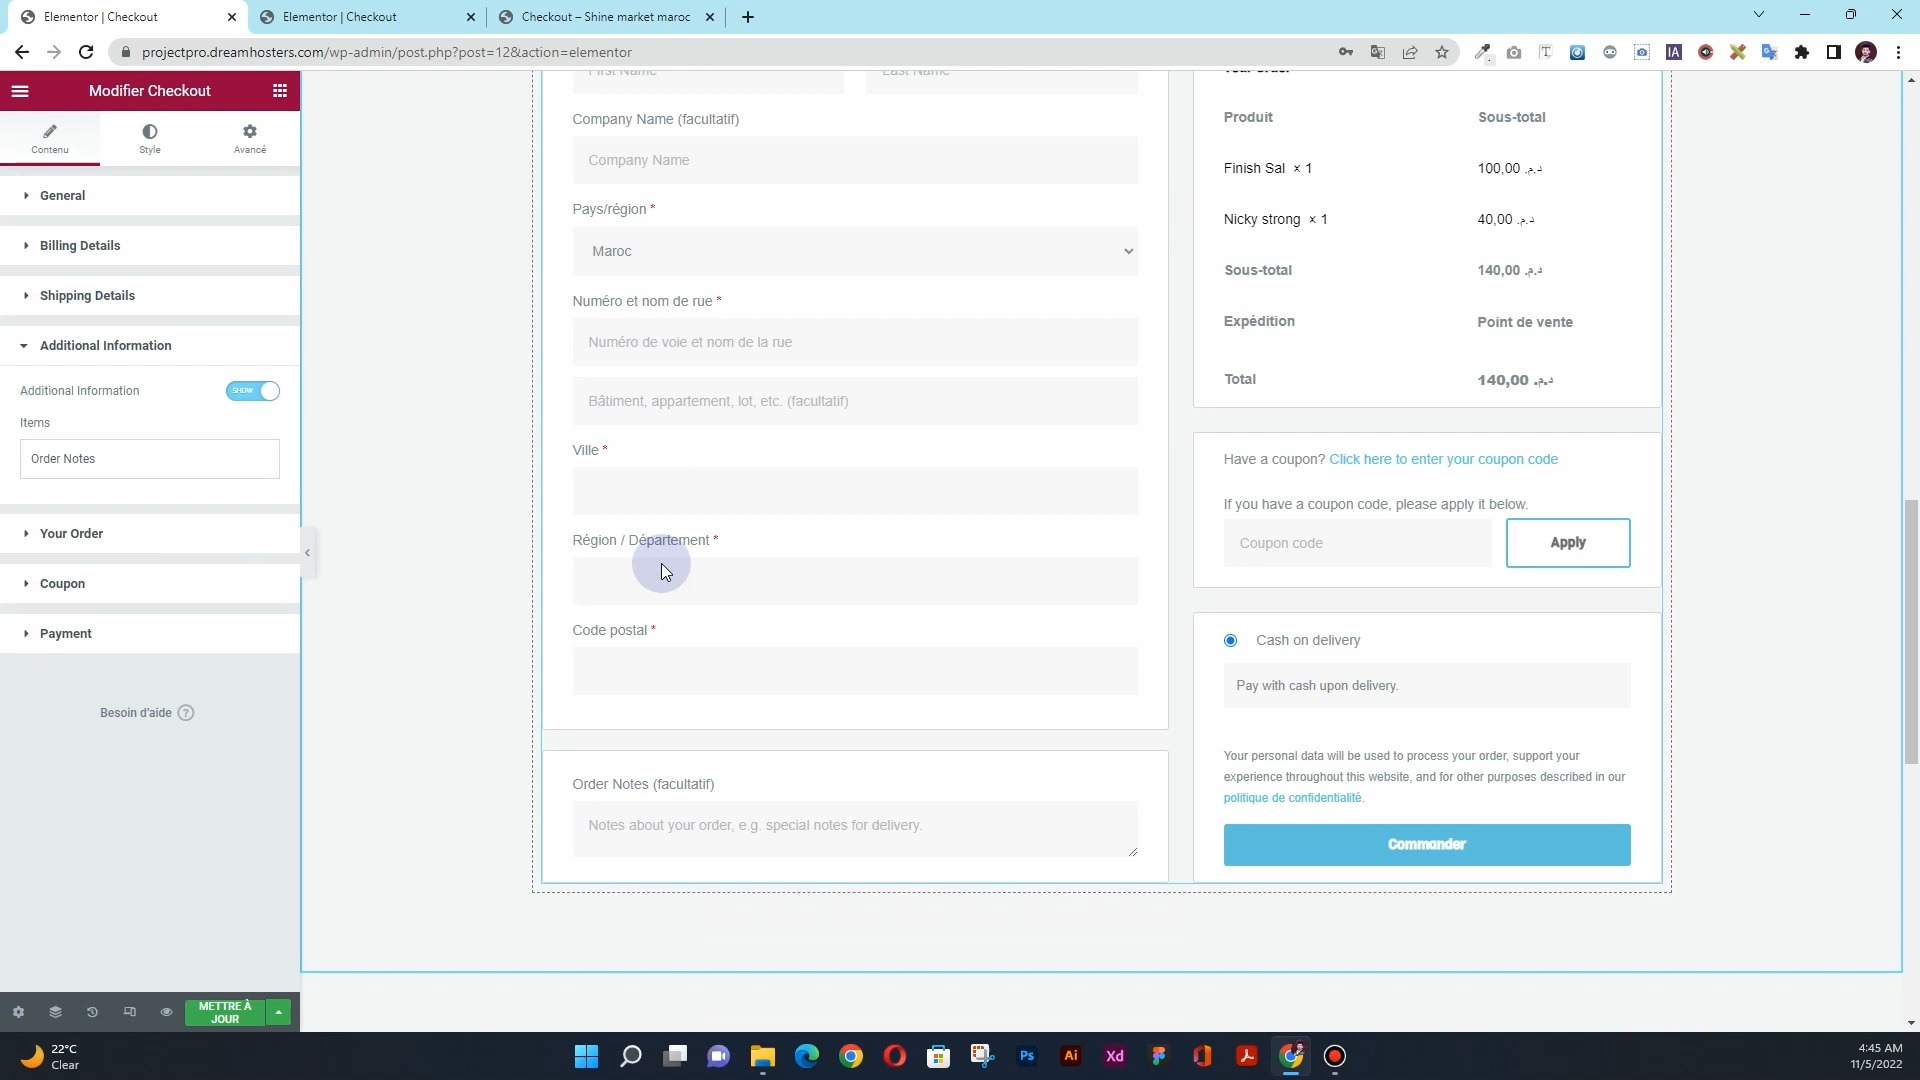 Elementor | Checkout
Elementor | Checkout
Checkout – Shine market maroc
projectpro.dreamhosters.com/wp-admin/post.php?post=12&action=elementor
Modifier Checkout
Contenu
Style
Avancé
General
Billing Details
Shipping Details
Additional Information
Additional Information
SHOW
Items
Order Notes
Your Order
Coupon
Payment
Besoin d'aide ?
METTRE À
JOUR
First Name
Last Name
Company Name (facultatif)
Company Name
Pays/région *
Maroc
Numéro et nom de rue *
Numéro de voie et nom de la rue
Bâtiment, appartement, lot, etc. (facultatif)
Ville *
Région / Département *
Code postal *
Order Notes (facultatif)
Notes about your order, e.g. special notes for delivery.
Your Order
Produit
Sous-total
Finish Sal × 1
100,00 د.م.
Nicky strong × 1
40,00 د.م.
Sous-total
140,00 د.م.
Expédition
Point de vente
Total
140,00 د.م.
Have a coupon? Click here to enter your coupon code
If you have a coupon code, please apply it below.
Coupon code
Apply
Cash on delivery
Pay with cash upon delivery.
Your personal data will be used to process your order, support your
experience throughout this website, and for other purposes described in our
politique de confidentialité.
Commander
22°C
Clear
Ps
Ai
Xd
IA
4:45 AM
11/5/2022